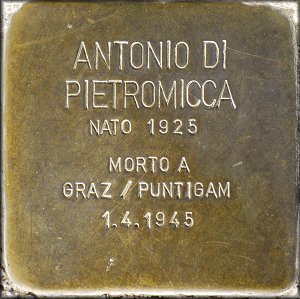 ANTONIO DI
PIETROMICCA
NATO 1925
MORTO A
GRAZ / PUNTIGAM
1.4.1945